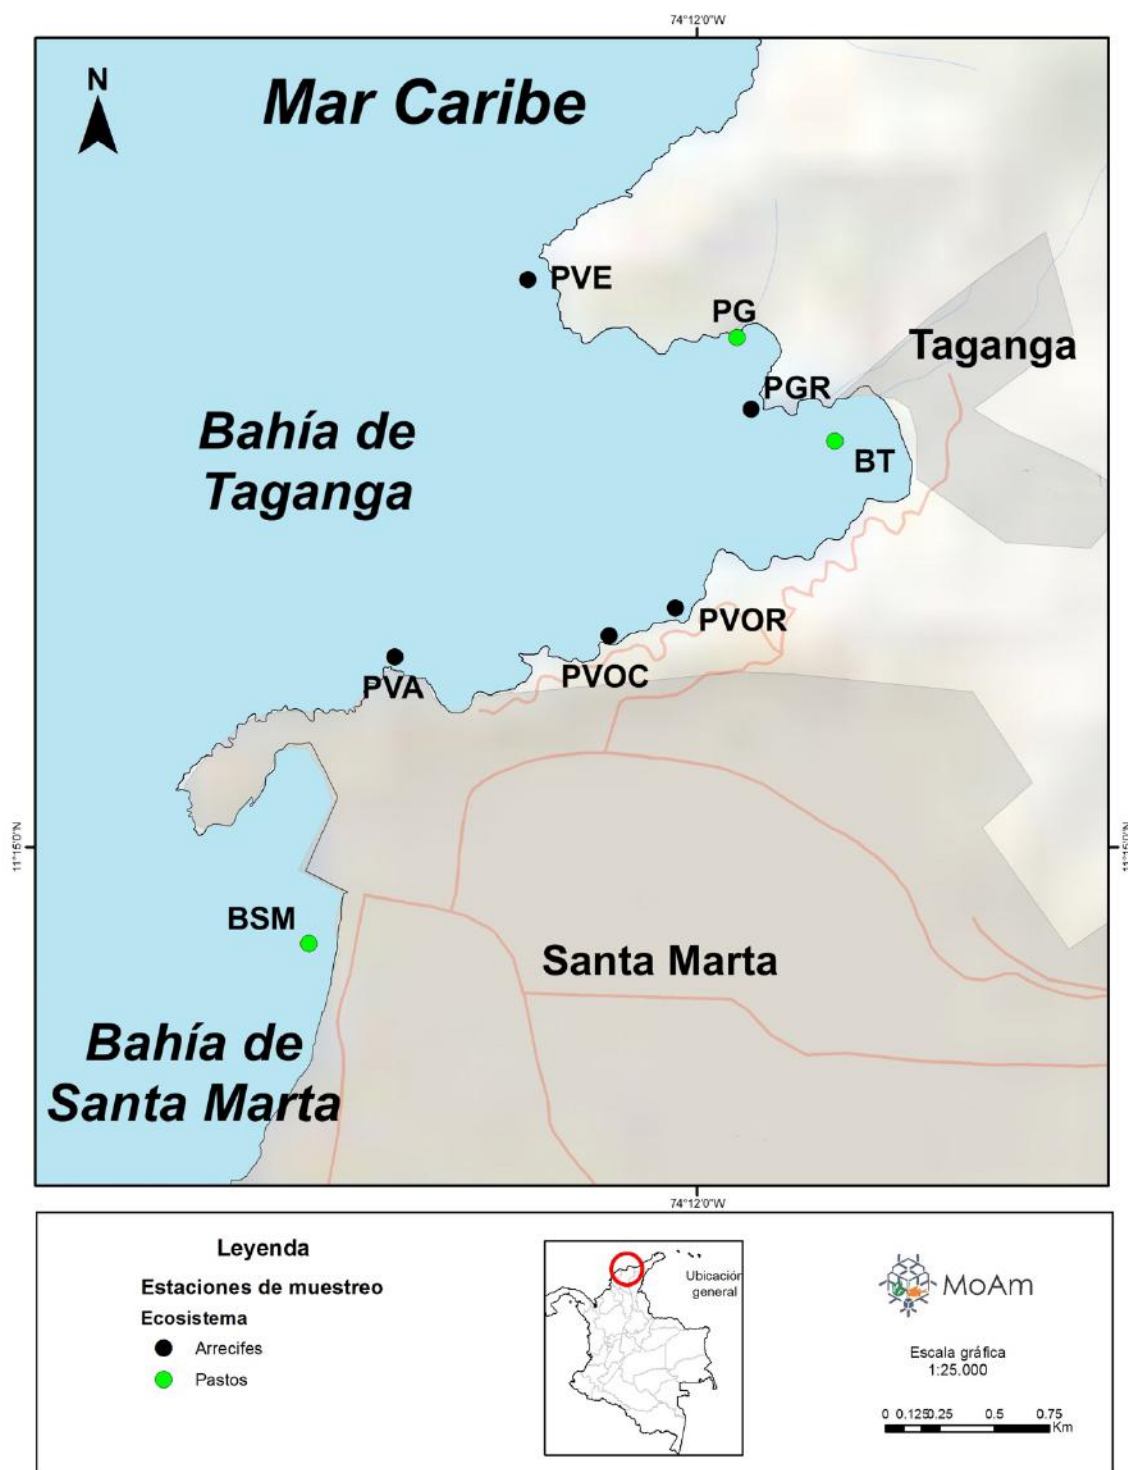 74°12'0"W
N
Mar Caribe
PVE
PG
Taganga
PGR
Bahía de
Taganga
BT
PVOR
PVOC
PVA
11°15'0"N
11°15'0"N
BSM
Santa Marta
Bahía de
Santa Marta
74°12'0"W
Leyenda
Estaciones de muestreo
Ecosistema
Arrecifes
Pastos
Ubicación
general
MoAm
Escala gráfica
1:25.000
0 0.125 0.25 0.5 0.75
Km